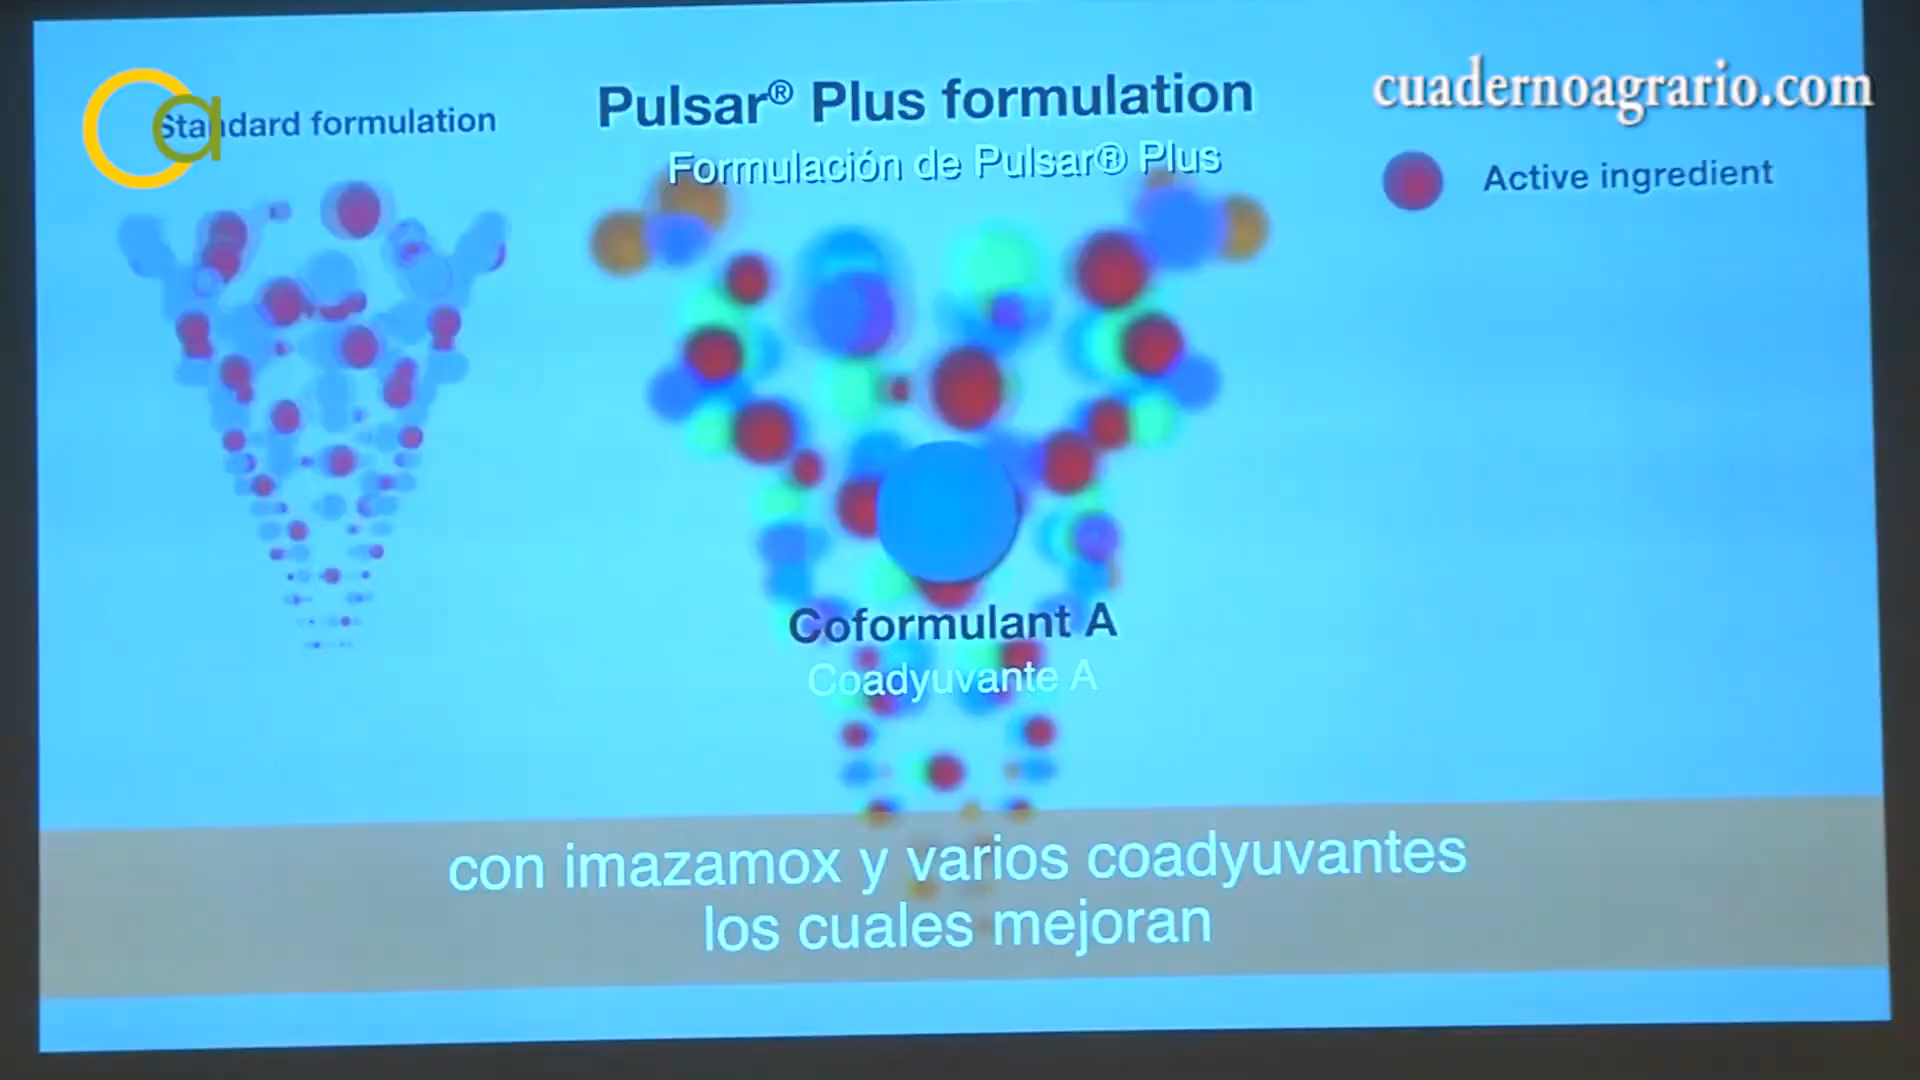 Standard formulation
Pulsar® Plus formulation
Formulación de Pulsar® Plus
cuadernoagrario.com
Active ingredient
Coformulant A
Coadyuvante A
con imazamox y varios coadyuvantes
los cuales mejoran